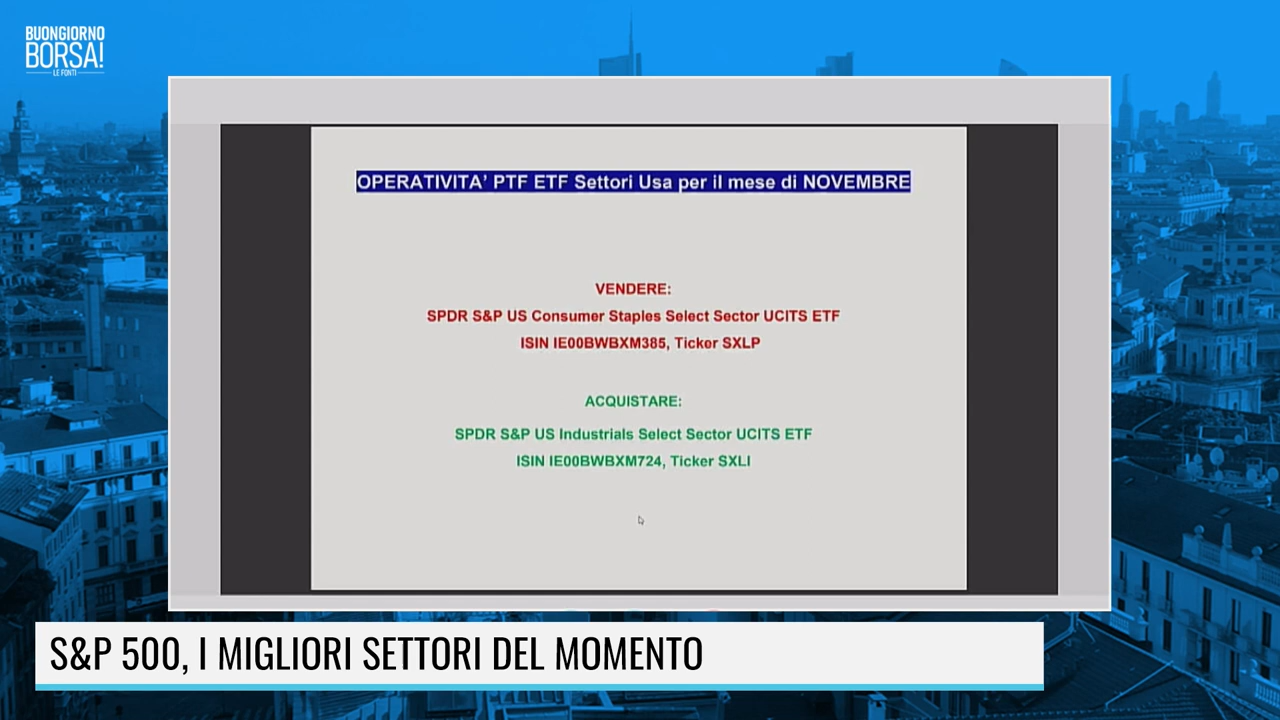 BUONGIORNO
BORSA!
LE FONTI
OPERATIVITA' PTF ETF Settori Usa per il mese di NOVEMBRE
VENDERE:
SPDR S&P US Consumer Staples Select Sector UCITS ETF
ISIN IE00BWBXM385, Ticker SXLP
ACQUISTARE:
SPDR S&P US Industrials Select Sector UCITS ETF
ISIN IE00BWBXM724, Ticker SXLI
S&P 500, I MIGLIORI SETTORI DEL MOMENTO